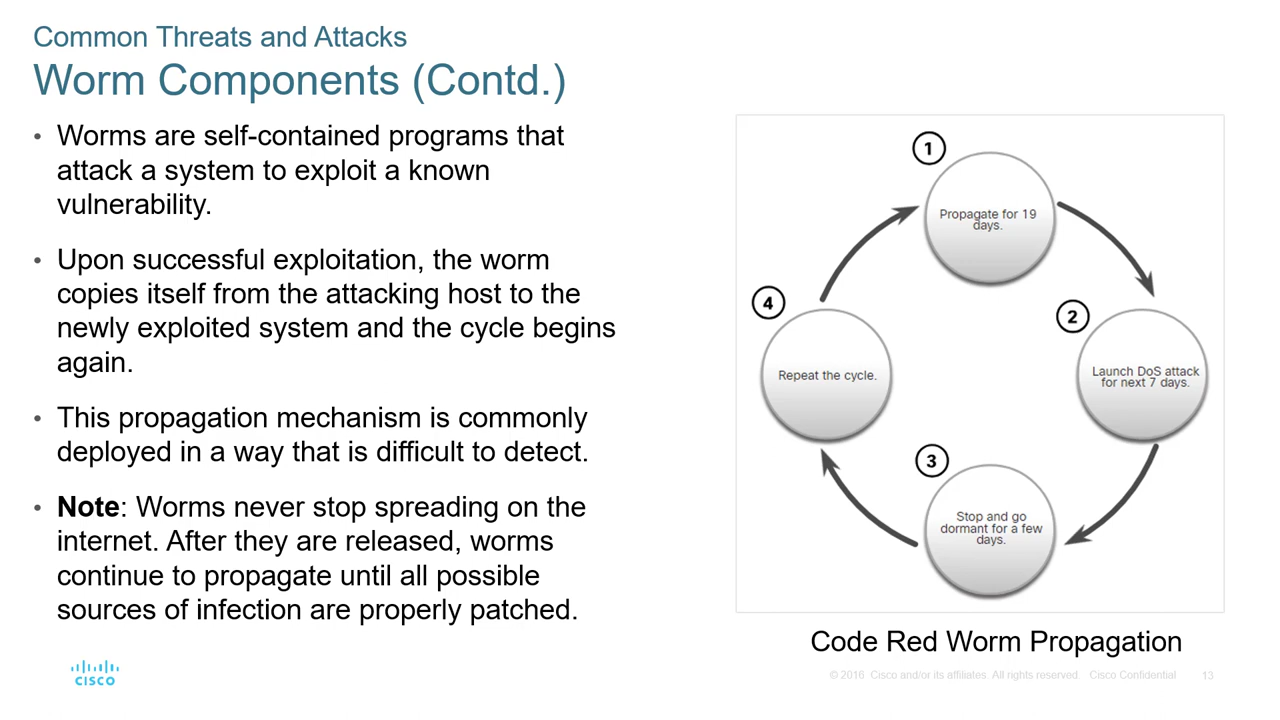 Common Threats and Attacks
Worm Components (Contd.)
• Worms are self-contained programs that
attack a system to exploit a known
vulnerability.
• Upon successful exploitation, the worm
copies itself from the attacking host to the
newly exploited system and the cycle begins
again.
• This propagation mechanism is commonly
deployed in a way that is difficult to detect.
• Note: Worms never stop spreading on the
internet. After they are released, worms
continue to propagate until all possible
sources of infection are properly patched.
1
Propagate for 19
days.
2
Launch DoS attack
for next 7 days.
3
Stop and go
dormant for a few
days.
4
Repeat the cycle.
Code Red Worm Propagation
CISCO
© 2016 Cisco and/or its affiliates. All rights reserved. Cisco Confidential
13